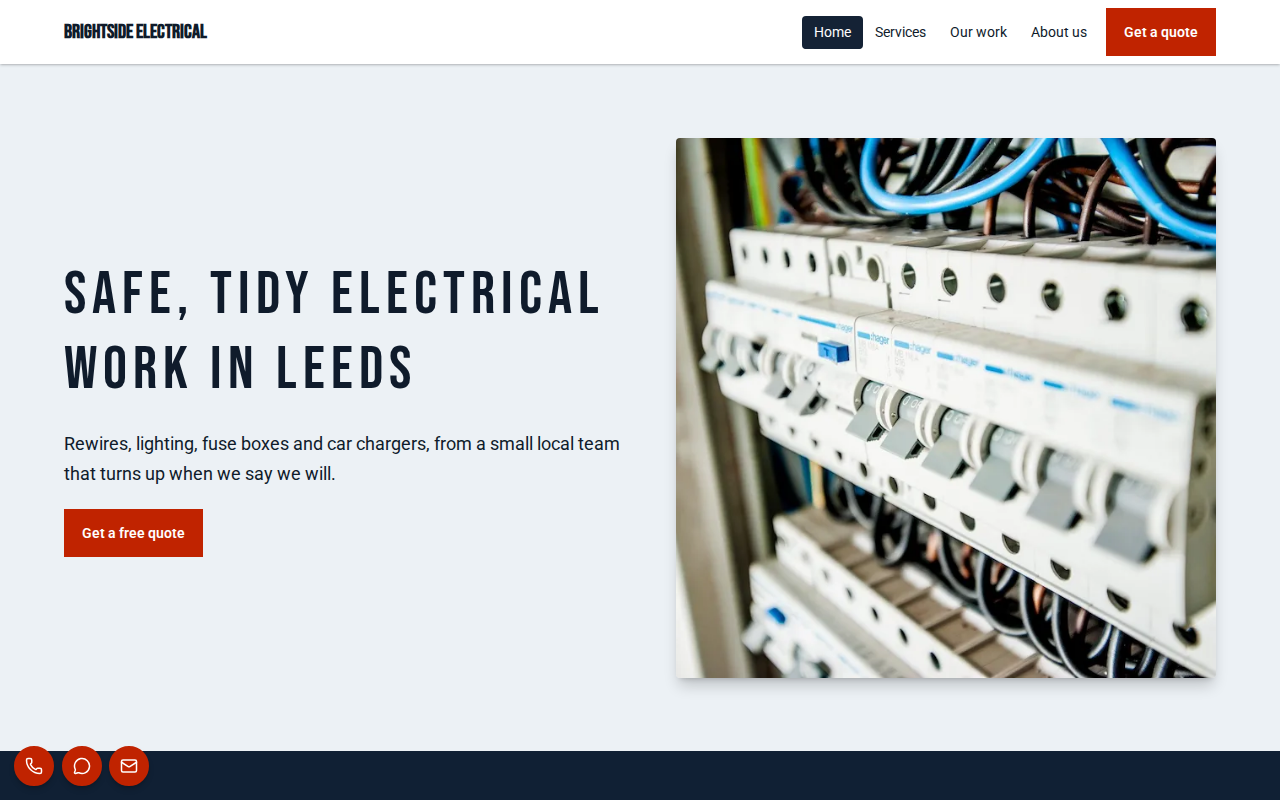 BRIGHTSIDE ELECTRICAL
Home
Services
Our work
About us
Get a quote
SAFE, TIDY ELECTRICAL
WORK IN LEEDS
Rewires, lighting, fuse boxes and car chargers, from a small local team
that turns up when we say we will.
Get a free quote